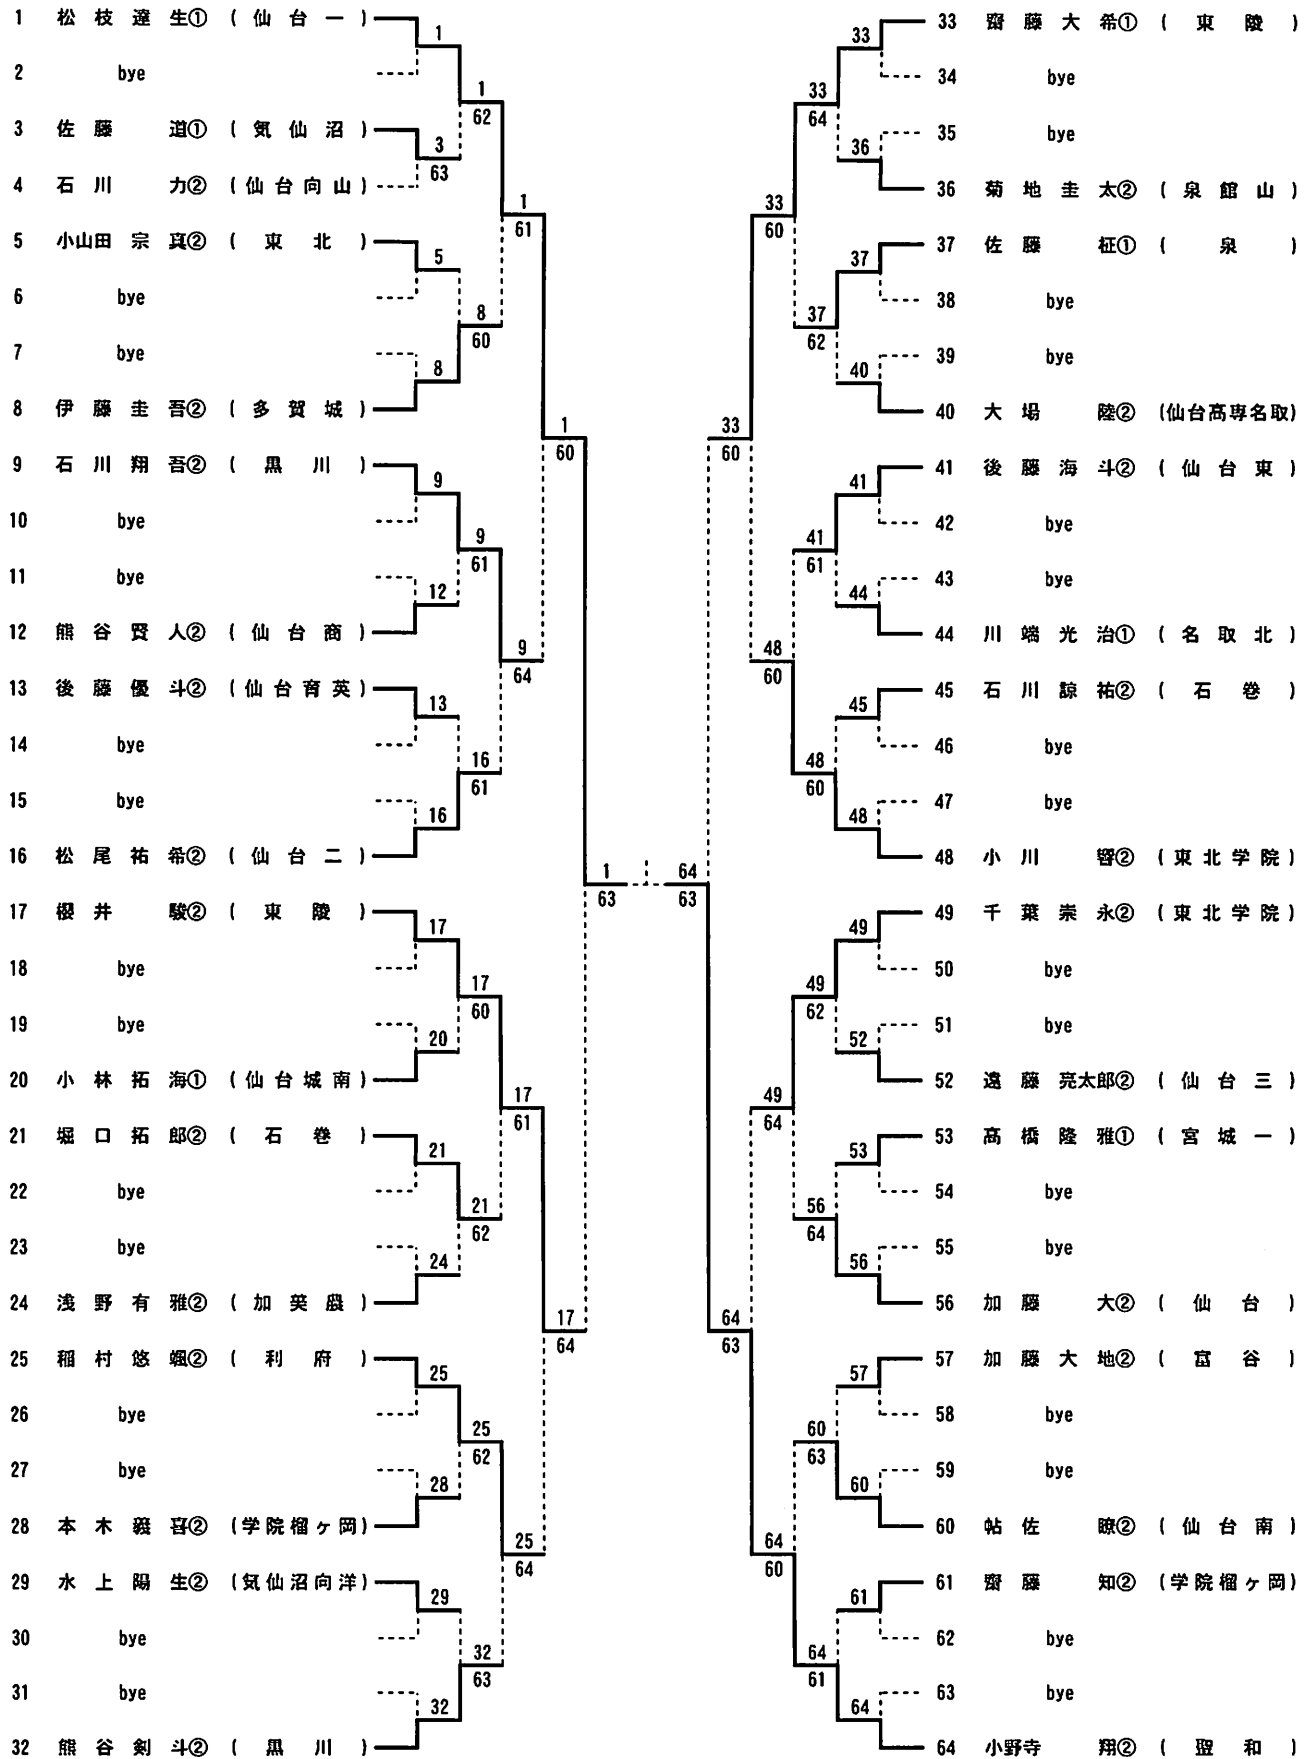 1 松枝達生① (仙台一)
2 bye
3 佐藤 道① (気仙沼)
4 石川 力② (仙台向山)
5 小山田宗真② (東北)
6 bye
7 bye
8 伊藤圭吾② (多賀城)
9 石川翔吾② (黒川)
10 bye
11 bye
12 熊谷賢人② (仙台商)
13 後藤優斗② (仙台育英)
14 bye
15 bye
16 松尾祐希② (仙台二)
17 櫻井 駿② (東陵)
18 bye
19 bye
20 小林拓海① (仙台城南)
21 堀口拓郎② (石巻)
22 bye
23 bye
24 浅野有雅② (加美農)
25 稲村悠颯② (利府)
26 bye
27 bye
28 本木義喜② (学院榴ヶ岡)
29 水上陽生② (気仙沼向洋)
30 bye
31 bye
32 熊谷剣斗② (黒川)
1
3
63
5
8
9
12
13
16
17
20
21
24
25
28
29
32
1
62
8
60
9
61
16
61
17
60
21
62
25
62
32
63
1
61
9
64
17
61
25
64
1
60
17
64
1
63
64
63
33
60
64
63
33
60
48
60
49
64
64
60
33
64
37
62
41
61
48
60
49
62
56
64
60
63
64
61
33
36
37
40
41
44
45
48
49
52
53
56
57
60
61
64
33 齋藤大希① (東陵)
34 bye
35 bye
36 菊地圭太② (泉館山)
37 佐藤 柾① (泉)
38 bye
39 bye
40 大場 陸② (仙台高専名取)
41 後藤海斗② (仙台東)
42 bye
43 bye
44 川端光治① (名取北)
45 石川諒祐② (石巻)
46 bye
47 bye
48 小川 響② (東北学院)
49 千葉崇永② (東北学院)
50 bye
51 bye
52 遠藤亮太郎② (仙台三)
53 高橋隆雅① (宮城一)
54 bye
55 bye
56 加藤 大② (仙台)
57 加藤大地② (富谷)
58 bye
59 bye
60 帖佐 瞭② (仙台南)
61 齋藤 知② (学院榴ヶ岡)
62 bye
63 bye
64 小野寺 翔② (聖和)